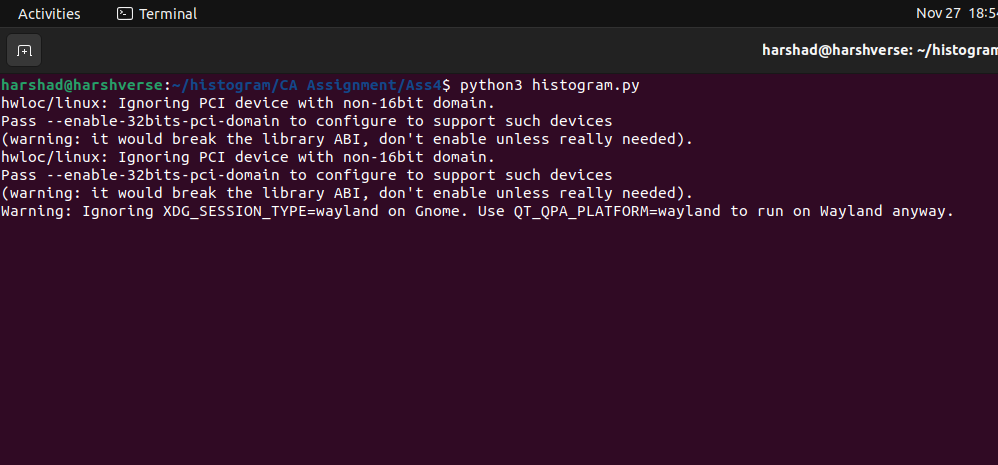 Activities
Terminal
Nov 27 18:54
harshad@harshverse: ~/histogram
harshad@harshverse:~/histogram/CA Assignment/Ass4$ python3 histogram.py
hwloc/linux: Ignoring PCI device with non-16bit domain.
Pass --enable-32bits-pci-domain to configure to support such devices
(warning: it would break the library ABI, don't enable unless really needed).
hwloc/linux: Ignoring PCI device with non-16bit domain.
Pass --enable-32bits-pci-domain to configure to support such devices
(warning: it would break the library ABI, don't enable unless really needed).
Warning: Ignoring XDG_SESSION_TYPE=wayland on Gnome. Use QT_QPA_PLATFORM=wayland to run on Wayland anyway.